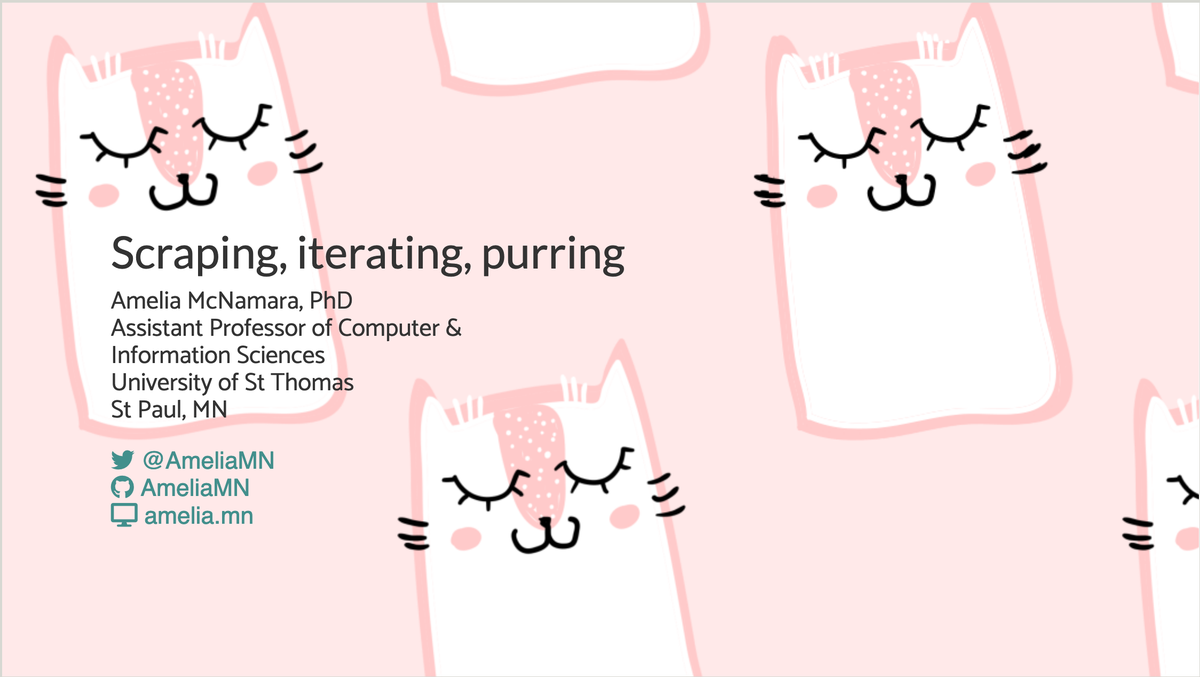 Scraping, iterating, purring
Amelia McNamara, PhD
Assistant Professor of Computer &
Information Sciences
University of St Thomas
St Paul, MN
@AmeliaMN
AmeliaMN
amelia.mn